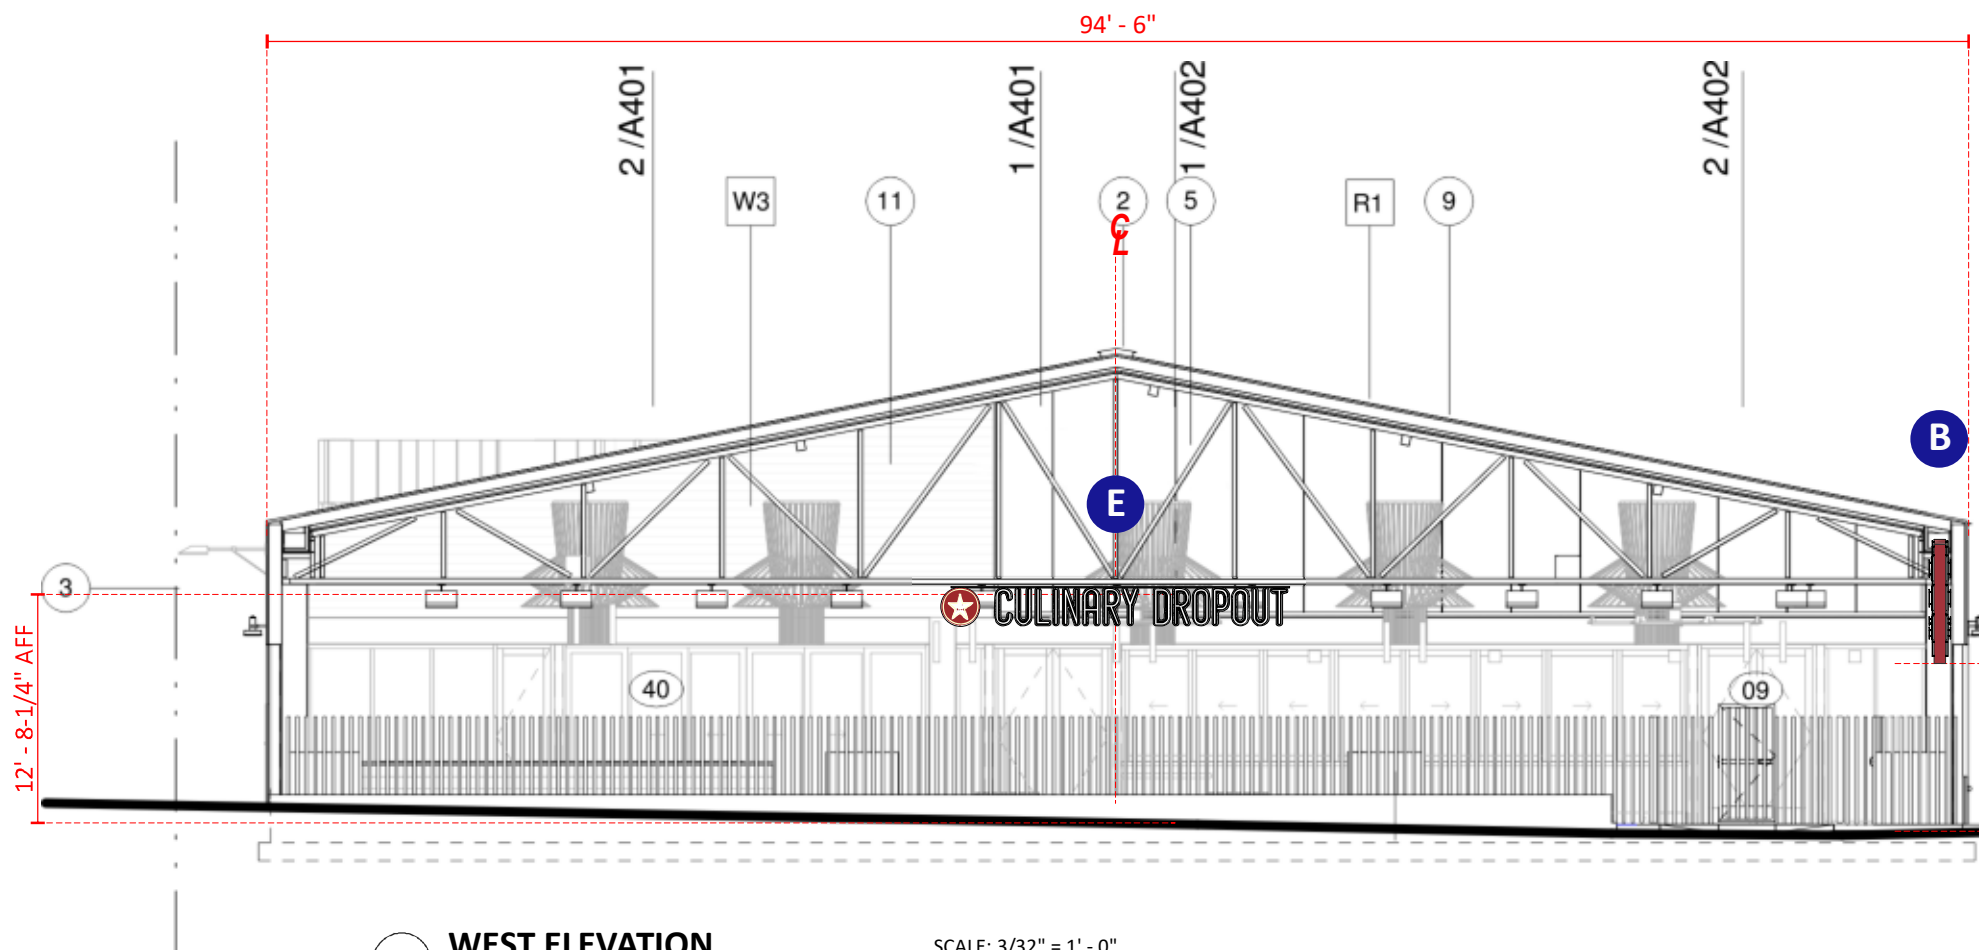 94' - 6"
2 /A401
1 /A401
1 /A402
2 /A402
W3
11
2
5
R1
9
CL
B
E
3
CULINARY DROPOUT
12' - 8-1/4" AFF
40
09
WEST ELEVATION
SCALE: 3/32" = 1' - 0"